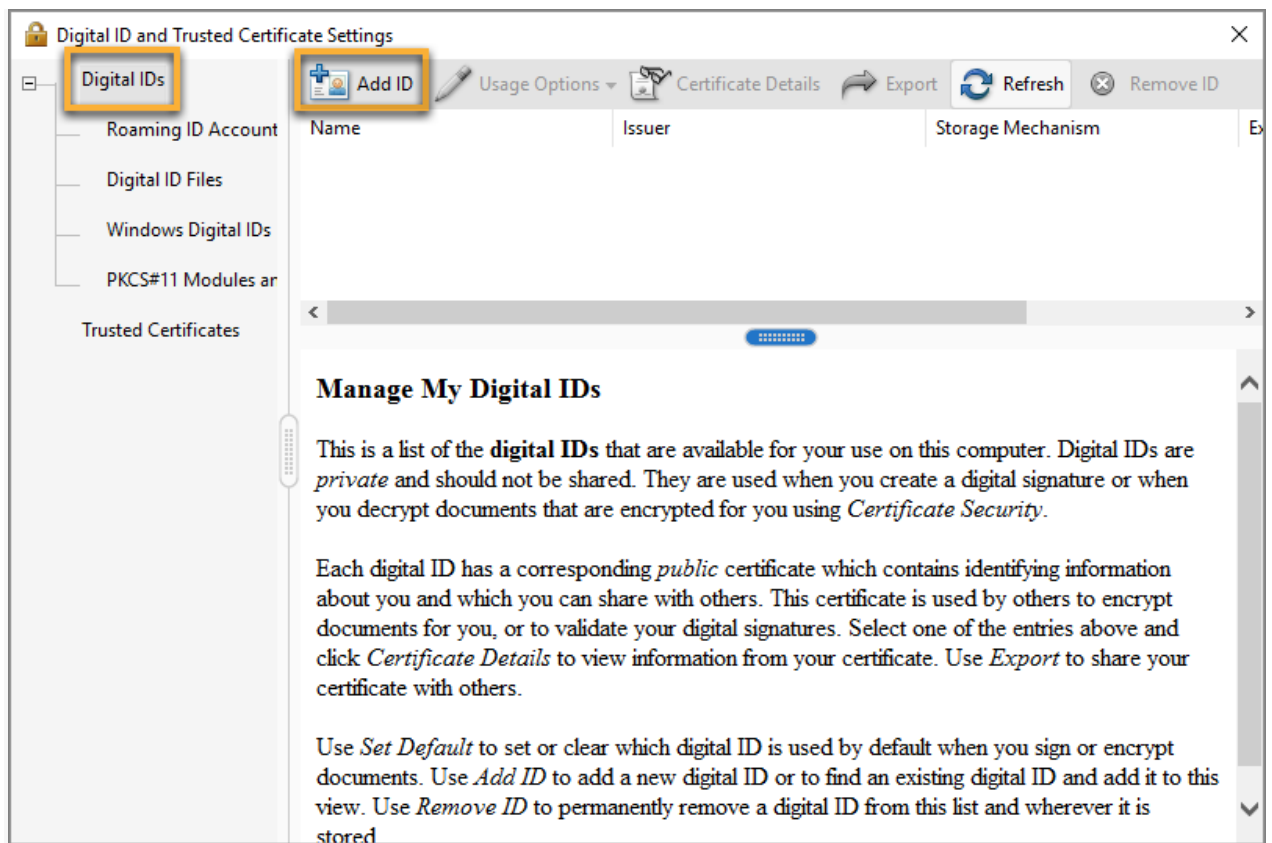 Digital ID and Trusted Certificate Settings
Digital IDs
Add ID
Usage Options
Certificate Details
Export
Refresh
Remove ID
Roaming ID Account
Digital ID Files
Windows Digital IDs
PKCS#11 Modules an
Trusted Certificates
Name
Issuer
Storage Mechanism
Ex
Manage My Digital IDs
This is a list of the digital IDs that are available for your use on this computer. Digital IDs are
private and should not be shared. They are used when you create a digital signature or when
you decrypt documents that are encrypted for you using Certificate Security.
Each digital ID has a corresponding public certificate which contains identifying information
about you and which you can share with others. This certificate is used by others to encrypt
documents for you, or to validate your digital signatures. Select one of the entries above and
click Certificate Details to view information from your certificate. Use Export to share your
certificate with others.
Use Set Default to set or clear which digital ID is used by default when you sign or encrypt
documents. Use Add ID to add a new digital ID or to find an existing digital ID and add it to this
view. Use Remove ID to permanently remove a digital ID from this list and wherever it is
stored